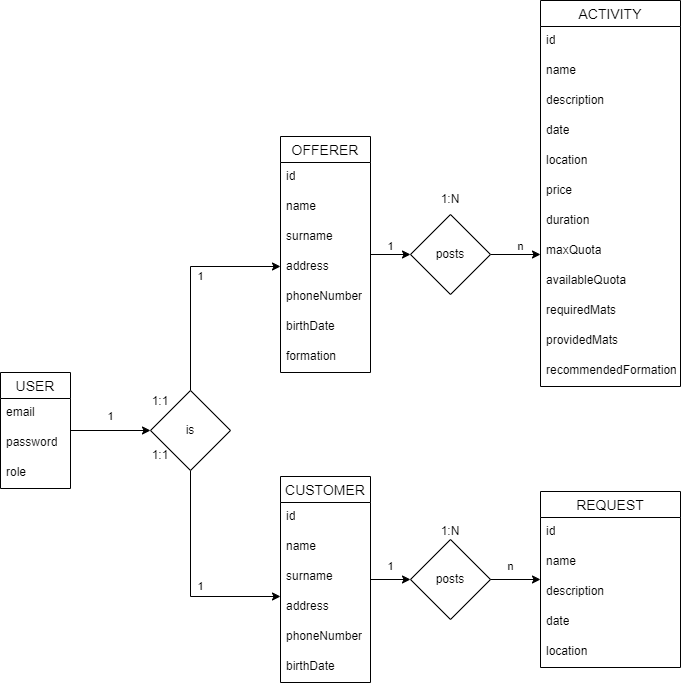 ACTIVITY
id
name
description
date
location
price
duration
maxQuota
availableQuota
requiredMats
providedMats
recommendedFormation
OFFERER
id
name
surname
address
phoneNumber
birthDate
formation
1
1:N
posts
n
1
USER
email
password
role
1
1:1
is
1:1
1
CUSTOMER
id
name
surname
address
phoneNumber
birthDate
1
1:N
posts
n
REQUEST
id
name
description
date
location